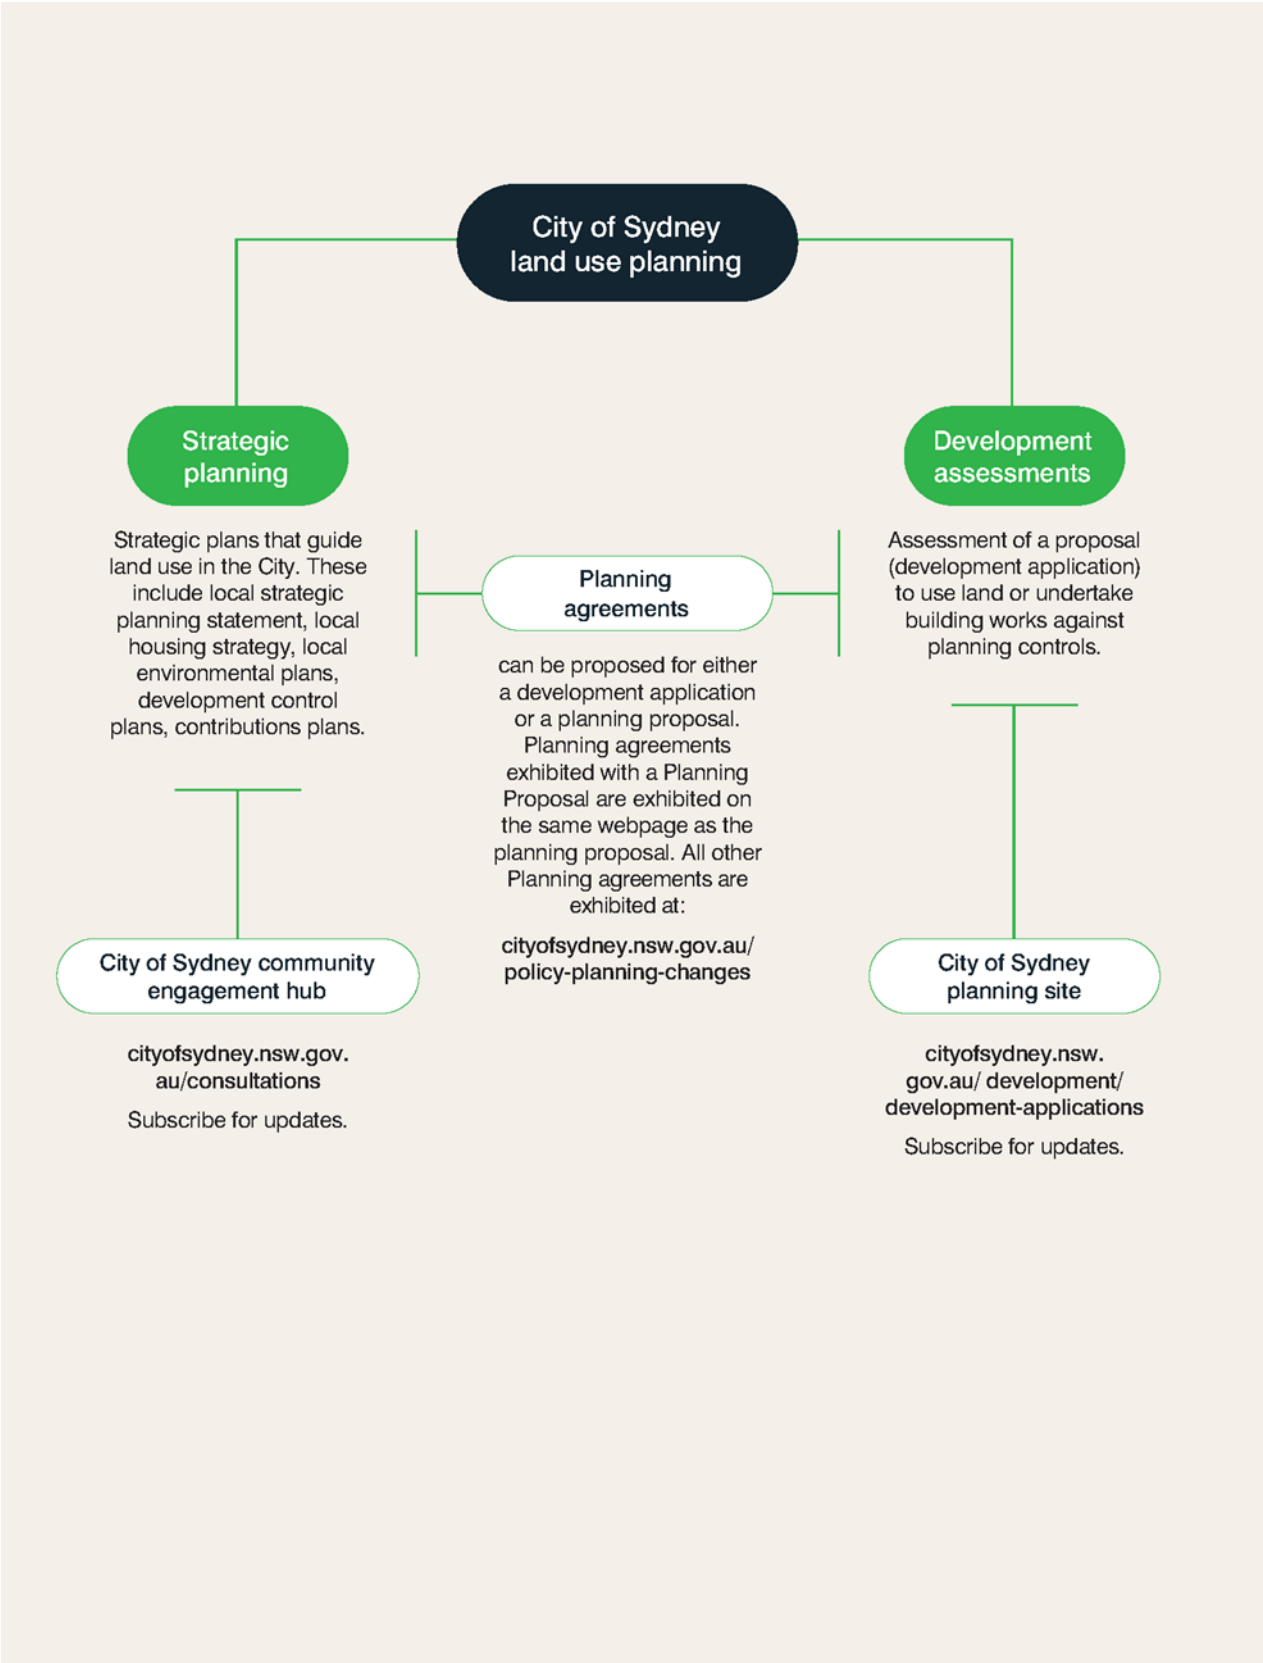 City of Sydney
land use planning
Strategic
planning
Strategic plans that guide
land use in the City. These
include local strategic
planning statement, local
housing strategy, local
environmental plans,
development control
plans, contributions plans.
City of Sydney community
engagement hub
cityofsydney.nsw.gov.
au/consultations
Subscribe for updates.
Planning
agreements
can be proposed for either
a development application
or a planning proposal.
Planning agreements
exhibited with a Planning
Proposal are exhibited on
the same webpage as the
planning proposal. All other
Planning agreements are
exhibited at:
cityofsydney.nsw.gov.au/
policy-planning-changes
Development
assessments
Assessment of a proposal
(development application)
to use land or undertake
building works against
planning controls.
City of Sydney
planning site
cityofsydney.nsw.
gov.au/ development/
development-applications
Subscribe for updates.